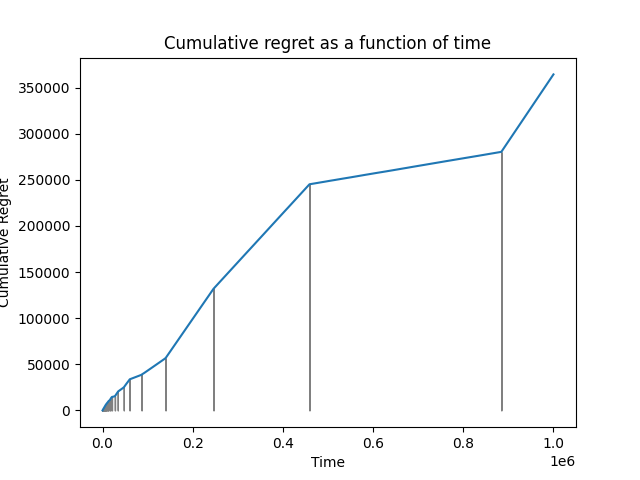 Cumulative regret as a function of time
350000
300000
250000
200000
150000
100000
50000
0
Cumulative Regret
0.0 0.2 0.4 0.6 0.8 1.0
1e6
Time